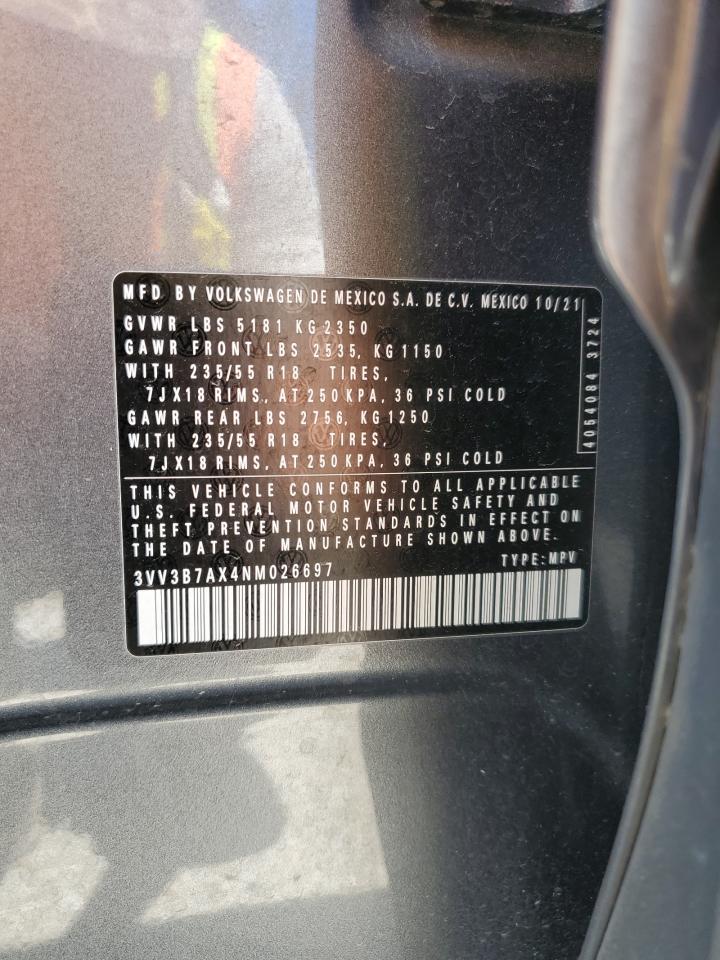 MFD BY VOLKSWAGEN DE MEXICO S.A. DE C.V. MEXICO 10/21
GVWR LBS 5181 KG 2350
GAWR FRONT LBS 2535, KG 1150
WITH 235/55 R18 TIRES,
7JX18 RIMS, AT 250 KPA, 36 PSI COLD
GAWR REAR LBS 2756, KG 1250
WITH 235/55 R18 TIRES,
7JX18 RIMS, AT 250 KPA, 36 PSI COLD
4054084 3724
THIS VEHICLE CONFORMS TO ALL APPLICABLE
U.S. FEDERAL MOTOR VEHICLE SAFETY AND
THEFT PREVENTION STANDARDS IN EFFECT ON
THE DATE OF MANUFACTURE SHOWN ABOVE.
3VV3B7AX4NM026697 TYPE: MPV